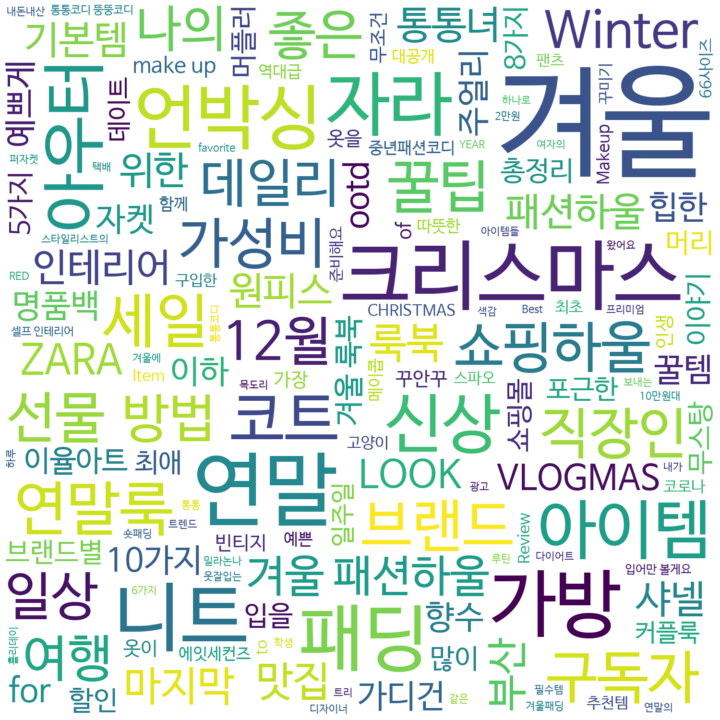 내돈내산
통통코디 뚱뚱코디
기본템
나의
좋은
통통녀
Winter
머플러
무조건
대공개
8가지
팬츠
66사이즈
make up
역대급
예쁘게
데이트
언박싱
자라
주얼리
하나로
꾸미기
겨울
2만원
Makeup
아우터
옷을
중년패션코디
여자의
5가지
퍼자켓
택배
favorite
위한
데일리
ootd
꿀팁
총정리
YEAR
자켓
함께
스타일리스트의
가성비
of
따뜻한
패션하울
힙한
머리
아이템들
인테리어
구입한
준비해요
크리스마스
왔어요
RED
명품백
세일
원피스
통통코디
셀프 인테리어
12월
CHRISTMAS
색감
Best
최초
프리미엄
이야기
룩북
쇼핑하울
인생
ZARA
겨울에
Item
이하
목도리
가장
겨울 룩북
메이컵
꾸안꾸
스파오
포근한
꿀템
보내는
10만원대
선물
방법
코트
신상
쇼핑몰
직장인
무스탕
하루
이율아트
최애
연말
고양이
LOOK
VLOGMAS
내가
광고
코로나
연말룩
통통
트렌드
숏패딩
일주일
브랜드
아이템
브랜드별
10가지
빈티지
예쁜
Review
루틴
다이어트
입어만 볼게요
밀라논나
옷잘입는
일상
6가지
니트
겨울 패션하울
입을
패딩
향수
가방
샤넬
커플룩
홀리데이
여행
옷이
에잇세컨즈
to
학생
많이
부산
구독자
for
할인
마지막
맛집
트리
디자이너
가디건
같은
겨울패딩
필수템
추천템
연말의